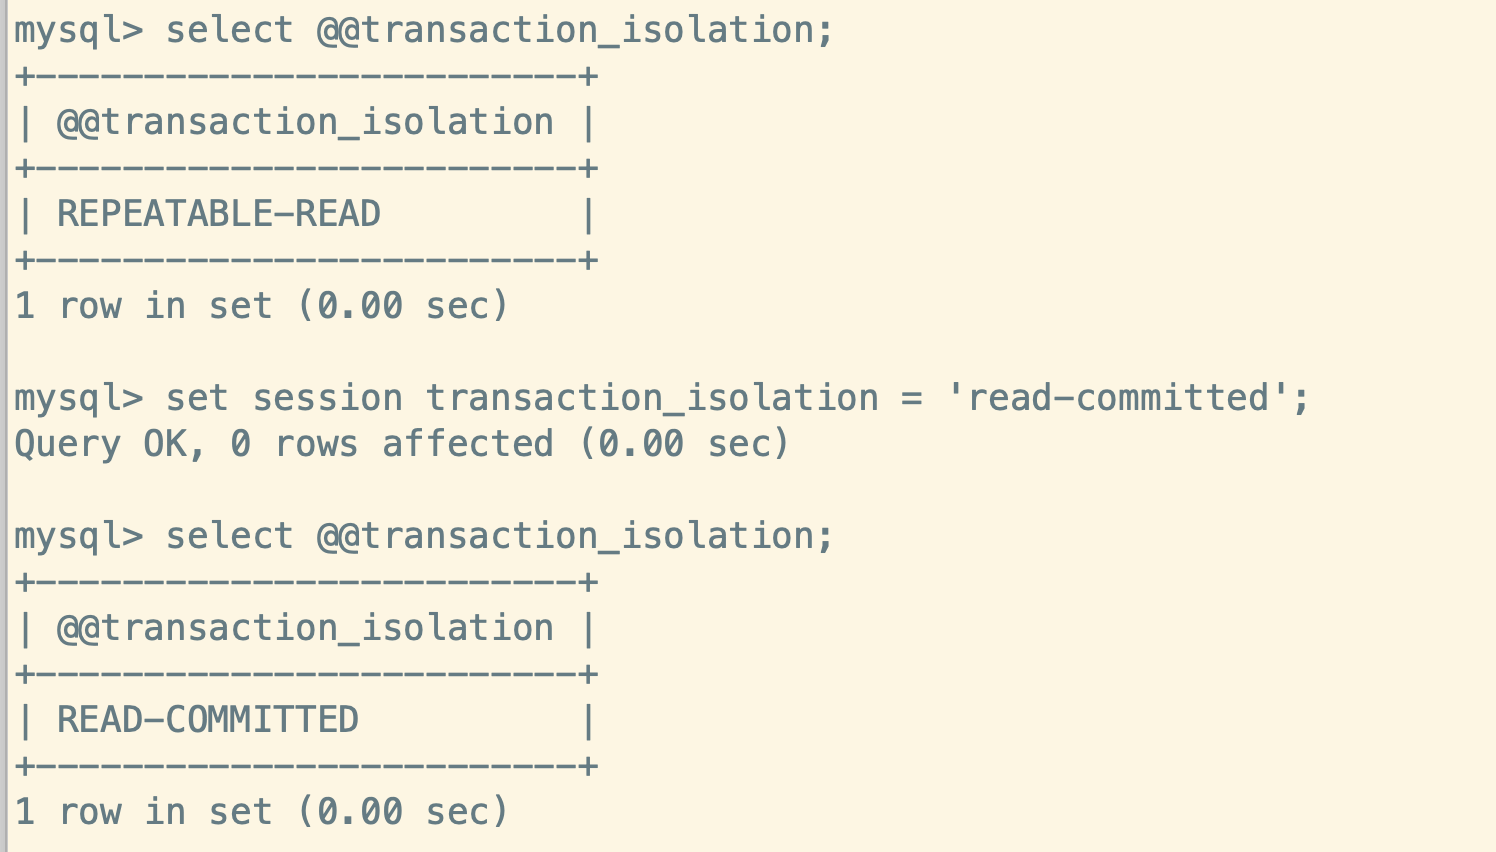 mysql> select @@transaction_isolation;
+-------------------------+
| @@transaction_isolation |
+-------------------------+
| REPEATABLE-READ         |
+-------------------------+
1 row in set (0.00 sec)

mysql> set session transaction_isolation = 'read-committed';
Query OK, 0 rows affected (0.00 sec)

mysql> select @@transaction_isolation;
+-------------------------+
| @@transaction_isolation |
+-------------------------+
| READ-COMMITTED          |
+-------------------------+
1 row in set (0.00 sec)